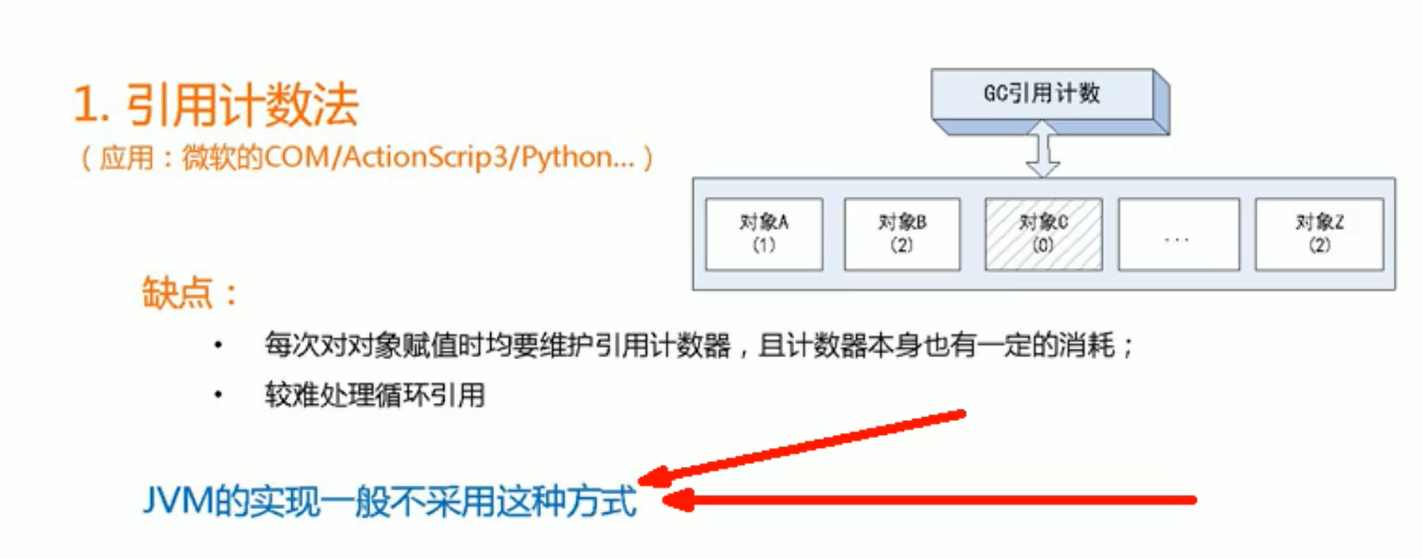 1. 引用计数法
（应用：微软的COM/ActionScrip3/Python...）
GC引用计数
对象A
(1)
对象B
(2)
对象C
(0)
...
对象Z
(2)
缺点：
• 每次对对象赋值时均要维护引用计数器，且计数器本身也有一定的消耗；
• 较难处理循环引用
JVM的实现一般不采用这种方式